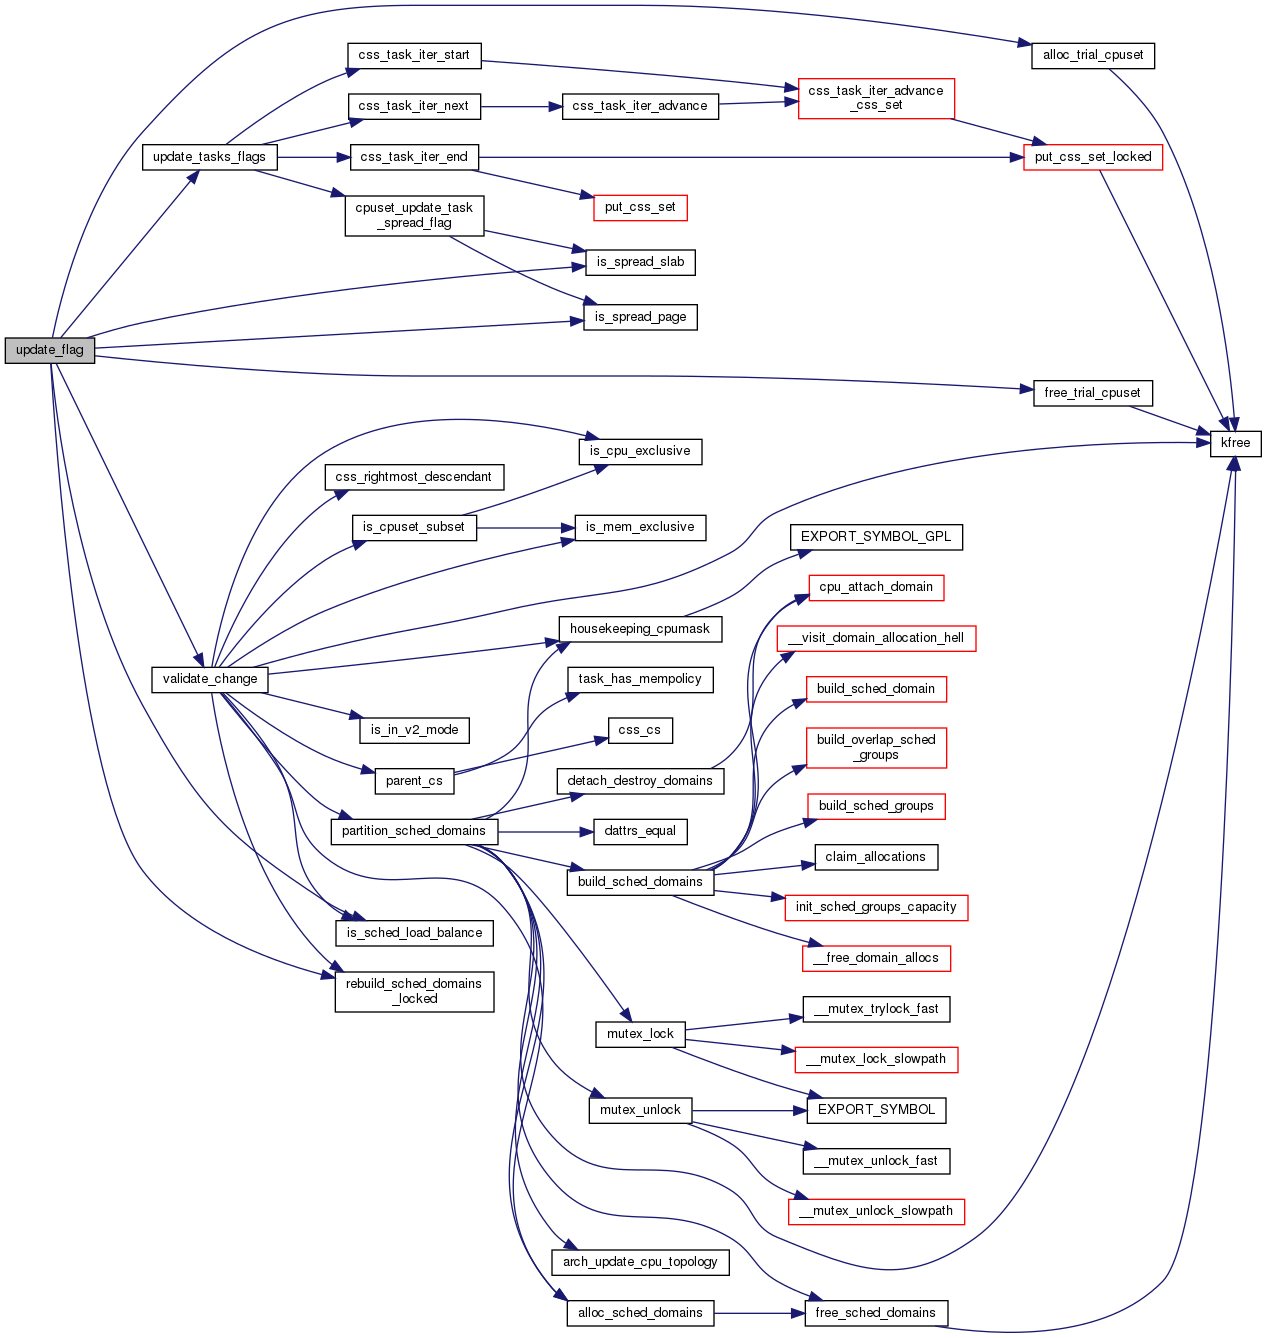 css_task_iter_start
alloc_trial_cpuset
css_task_iter_advance
_css_set
css_task_iter_next
css_task_iter_advance
update_tasks_flags
css_task_iter_end
put_css_set_locked
cpuset_update_task
_spread_flag
put_css_set
is_spread_slab
is_spread_page
update_flag
free_trial_cpuset
kfree
is_cpu_exclusive
css_rightmost_descendant
is_cpuset_subset
is_mem_exclusive
EXPORT_SYMBOL_GPL
cpu_attach_domain
housekeeping_cpumask
__visit_domain_allocation_hell
validate_change
task_has_mempolicy
build_sched_domain
is_in_v2_mode
css_cs
build_overlap_sched
_groups
parent_cs
detach_destroy_domains
build_sched_groups
partition_sched_domains
dattrs_equal
claim_allocations
build_sched_domains
init_sched_groups_capacity
is_sched_load_balance
__free_domain_allocs
rebuild_sched_domains
_locked
__mutex_trylock_fast
mutex_lock
__mutex_lock_slowpath
mutex_unlock
EXPORT_SYMBOL
__mutex_unlock_fast
__mutex_unlock_slowpath
arch_update_cpu_topology
alloc_sched_domains
free_sched_domains